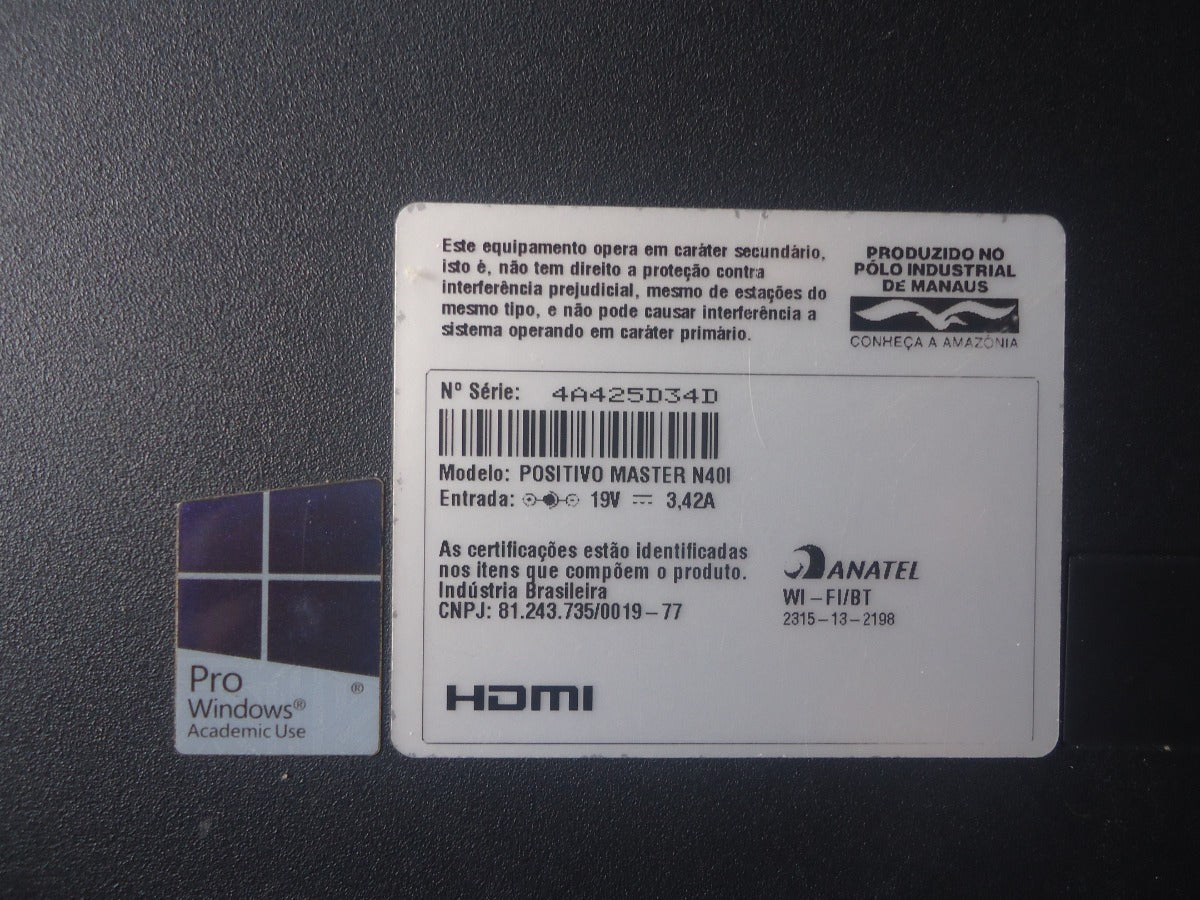 Este equipamento opera em caráter secundário,
isto é, não tem direito a proteção contra
interferência prejudicial, mesmo de estações do
mesmo tipo, e não pode causar interferência a
sistema operando em caráter primário.
PRODUZIDO NO
PÓLO INDUSTRIAL
DE MANAUS
CONHEÇA A AMAZÔNIA
Nº Série: 4A425D34D
Modelo: POSITIVO MASTER N40I
Entrada: 19V 3,42A
As certificações estão identificadas
nos itens que compõem o produto.
Indústria Brasileira
CNPJ: 81.243.735/0019-77
ANATEL
WI-FI/BT
2315-13-2198
HDMI
Pro ®
Windows®
Academic Use